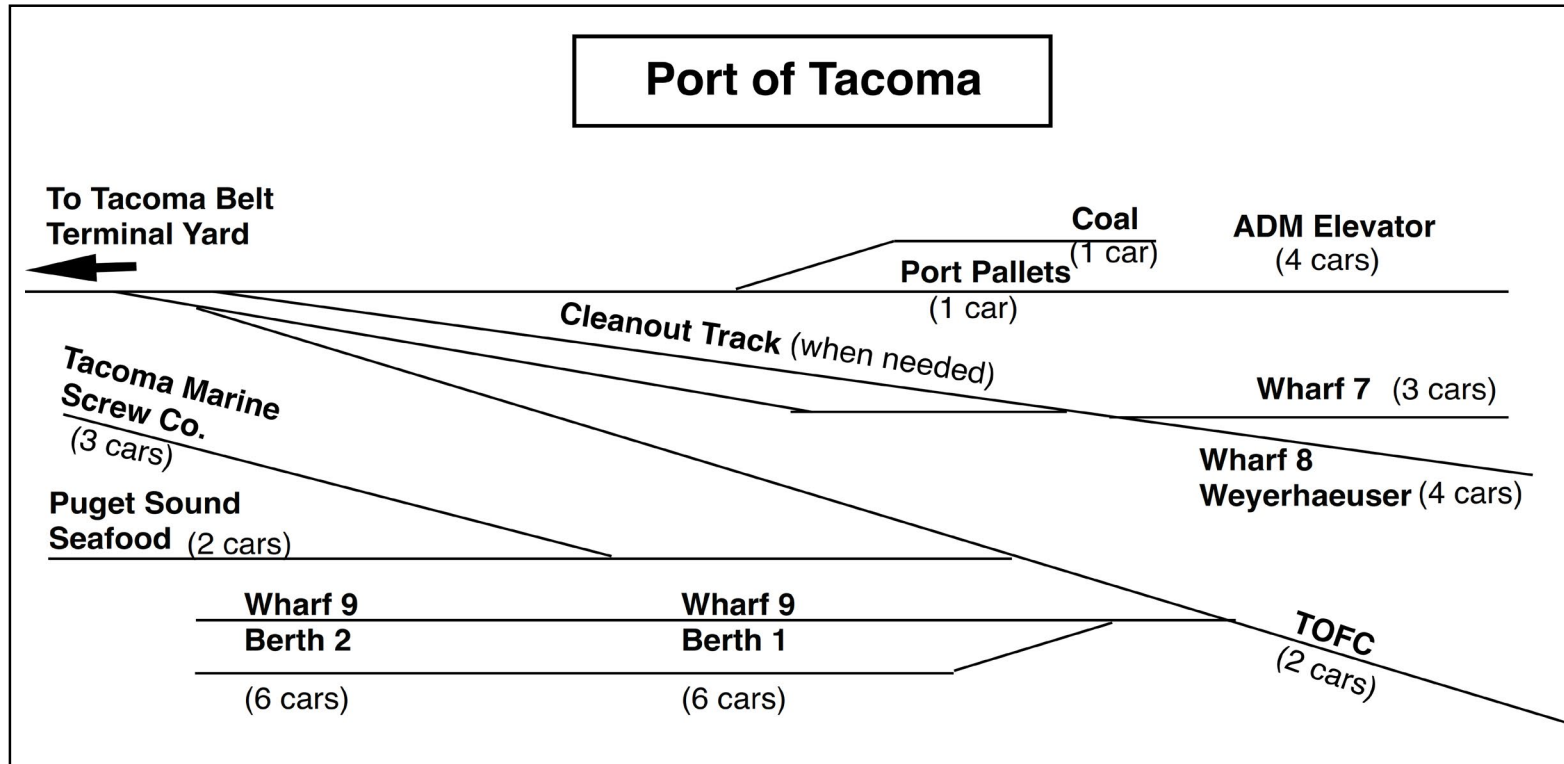 Port of Tacoma
To Tacoma Belt
Terminal Yard
Coal
(1 car)
ADM Elevator
(4 cars)
Port Pallets
(1 car)
Cleanout Track (when needed)
Tacoma Marine
Screw Co.
(3 cars)
Wharf 7 (3 cars)
Wharf 8
Weyerhaeuser (4 cars)
Puget Sound
Seafood (2 cars)
Wharf 9
Berth 2
(6 cars)
Wharf 9
Berth 1
(6 cars)
TOFC
(2 cars)